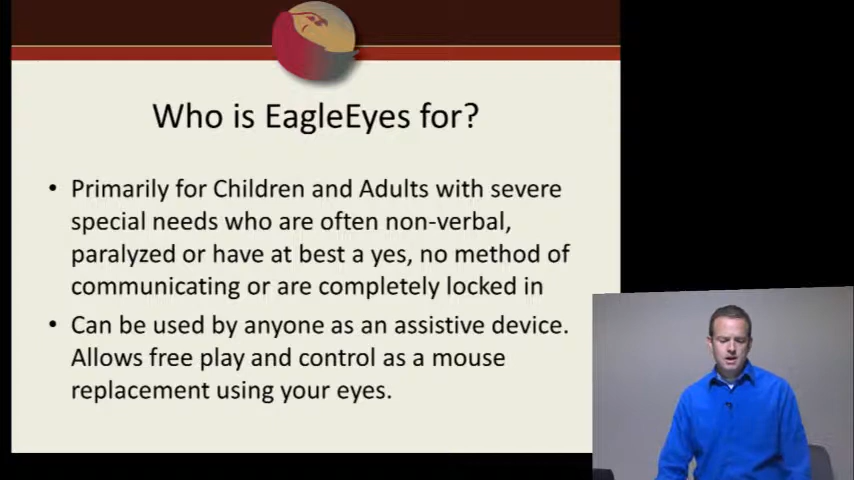 Who is EagleEyes for?
• Primarily for Children and Adults with severe
special needs who are often non-verbal,
paralyzed or have at best a yes, no method of
communicating or are completely locked in
• Can be used by anyone as an assistive device.
Allows free play and control as a mouse
replacement using your eyes.